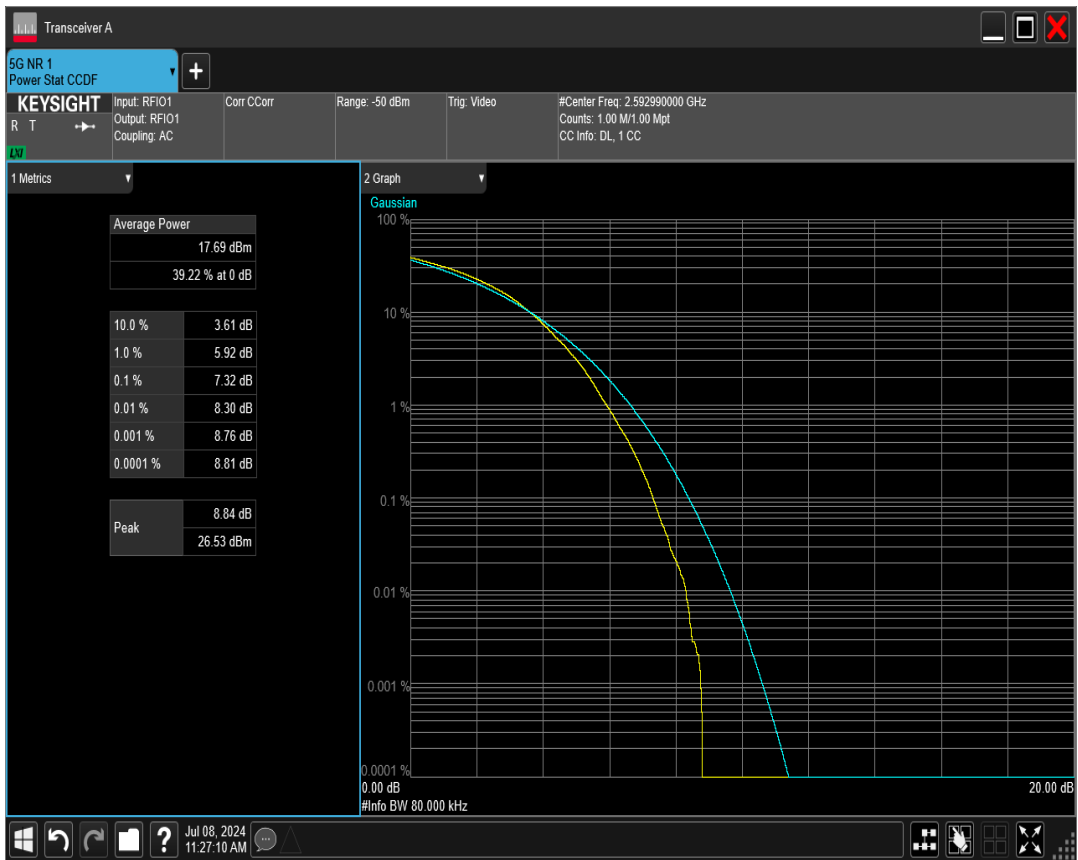 Transceiver A
5G NR 1
Power Stat CCDF
KEYSIGHT
R T
LXI
Input: RFIO1
Output: RFIO1
Coupling: AC
Corr CCorr
Range: -50 dBm
Trig: Video
#Center Freq: 2.592990000 GHz
Counts: 1.00 M/1.00 Mpt
CC Info: DL, 1 CC
1 Metrics
Average Power
17.69 dBm
39.22 % at 0 dB
10.0 % 3.61 dB
1.0 % 5.92 dB
0.1 % 7.32 dB
0.01 % 8.30 dB
0.001 % 8.76 dB
0.0001 % 8.81 dB
Peak
8.84 dB
26.53 dBm
2 Graph
Gaussian
100 %
10 %
1 %
0.1 %
0.01 %
0.001 %
0.0001 %
0.00 dB 20.00 dB
#Info BW 80.000 kHz
?
Jul 08, 2024
11:27:10 AM